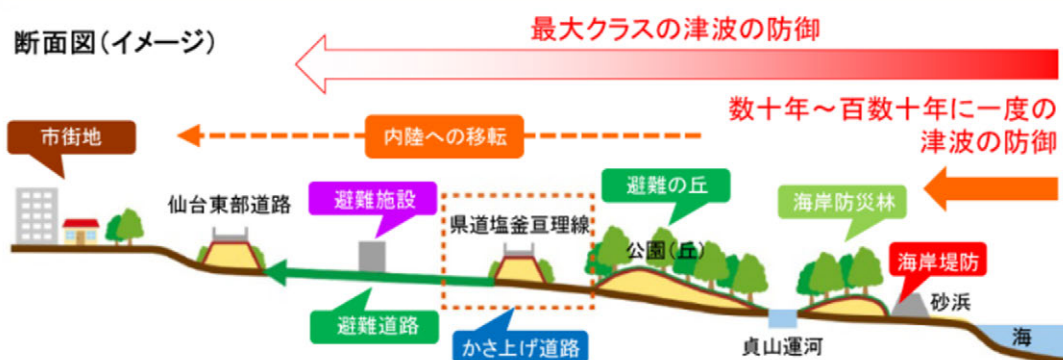 断面図(イメージ)
最大クラスの津波の防御
数十年～百数十年に一度の
津波の防御
市街地
内陸への移転
仙台東部道路
避難施設
県道塩釜亘理線
避難の丘
公園(丘)
海岸防災林
海岸堤防
砂浜
避難道路
かさ上げ道路
貞山運河
海